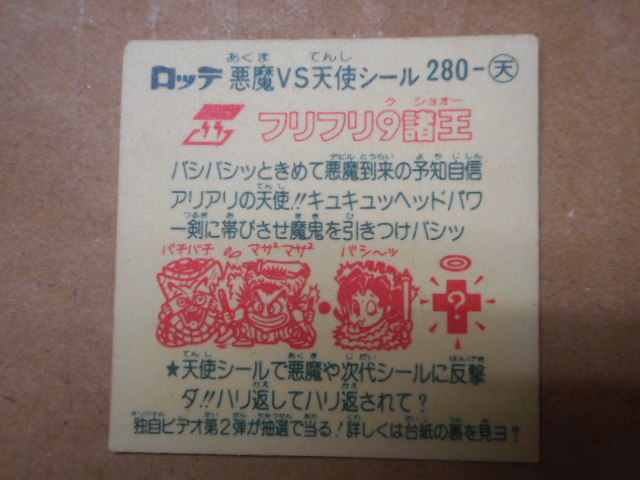 ロッテ 悪魔VS天使シール 280-天
フリフリ9諸王
バシバシッときめて悪魔到来の予知自信
アリアリの天使!!キュキュッヘッドパワ
ー剣に帯びさせ魔鬼を引きつけバシッ
バチバチ マザ²マザ² バシ〜ッ
?
★天使シールで悪魔や次代シールに反撃
ダ!!ハリ返してハリ返されて?
独自ビデオ第2弾が抽選で当る!詳しくは台紙の裏を見ヨ?